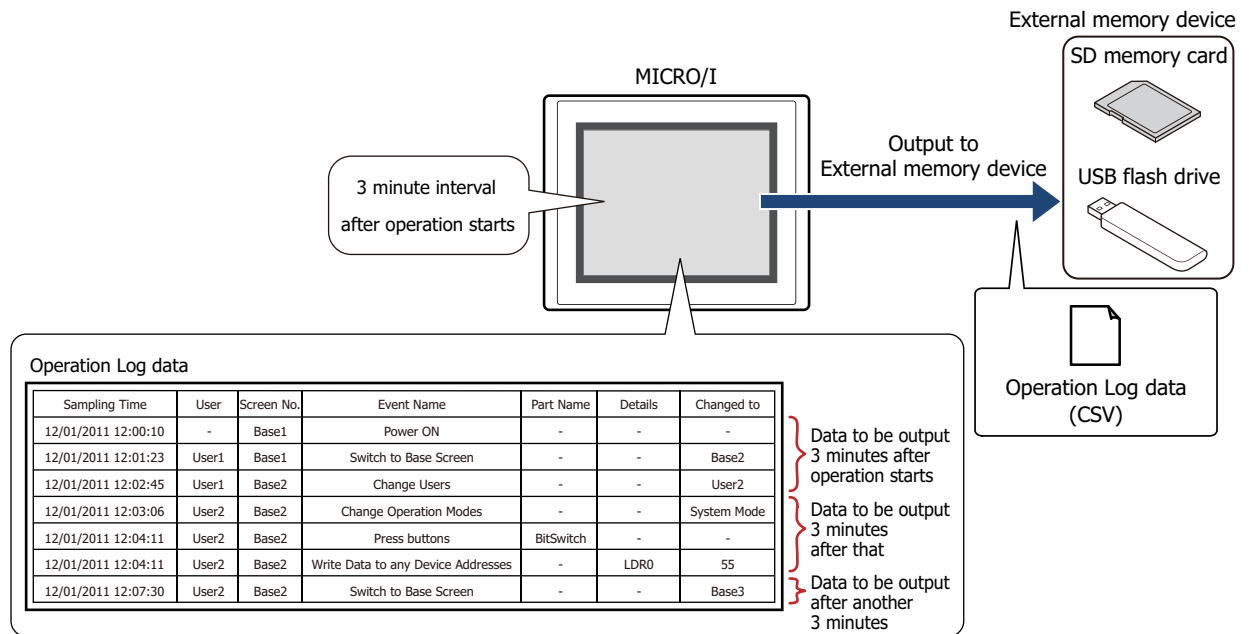 External memory device
SD memory card
MICRO/I
Output to
External memory device
3 minute interval
after operation starts
USB flash drive
Operation Log data
(CSV)
Operation Log data
Sampling Time User Screen No. Event Name Part Name Details Changed to
12/01/2011 12:00:10 - Base1 Power ON - - -
12/01/2011 12:01:23 User1 Base1 Switch to Base Screen - - Base2
12/01/2011 12:02:45 User1 Base2 Change Users - - User2
12/01/2011 12:03:06 User2 Base2 Change Operation Modes - - System Mode
12/01/2011 12:04:11 User2 Base2 Press buttons BitSwitch - -
12/01/2011 12:04:11 User2 Base2 Write Data to any Device Addresses - LDR0 55
12/01/2011 12:07:30 User2 Base2 Switch to Base Screen - - Base3
Data to be output
3 minutes after
operation starts
Data to be output
3 minutes
after that
Data to be output
after another
3 minutes